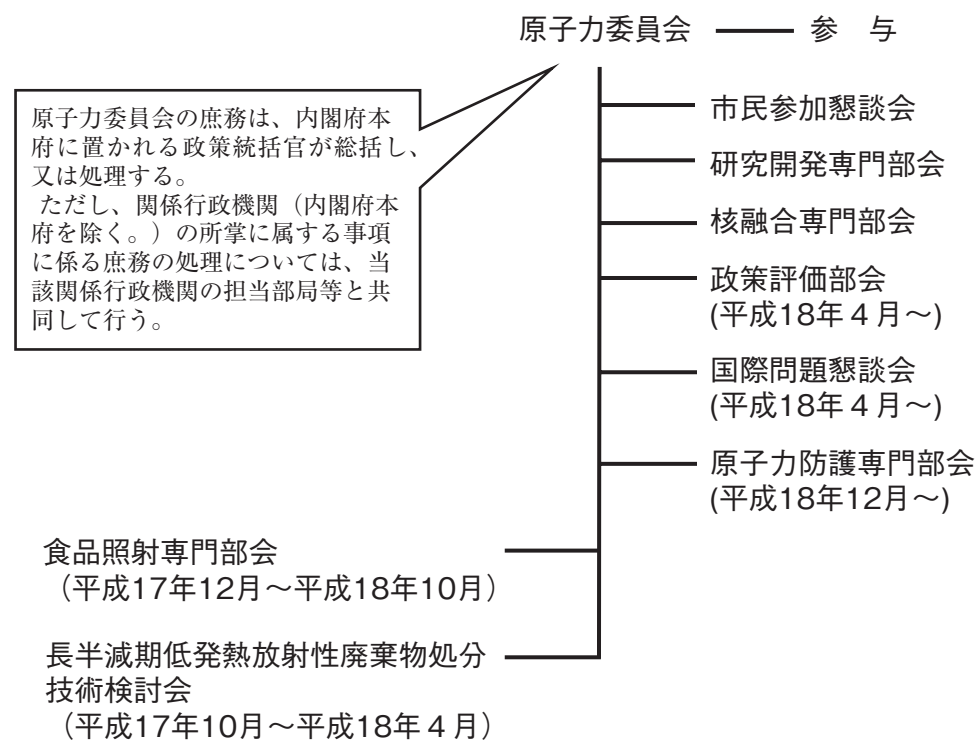 原子力委員会 参 与
原子力委員会の庶務は、内閣府本
府に置かれる政策統括官が総括し、
又は処理する。
ただし、関係行政機関（内閣府本
府を除く。）の所掌に属する事項
に係る庶務の処理については、当
該関係行政機関の担当部局等と共
同して行う。
市民参加懇談会
研究開発専門部会
核融合専門部会
政策評価部会
(平成18年４月～)
国際問題懇談会
(平成18年４月～)
原子力防護専門部会
(平成18年12月～)
食品照射専門部会
（平成17年12月～平成18年10月）
長半減期低発熱放射性廃棄物処分
技術検討会
（平成17年10月～平成18年４月）